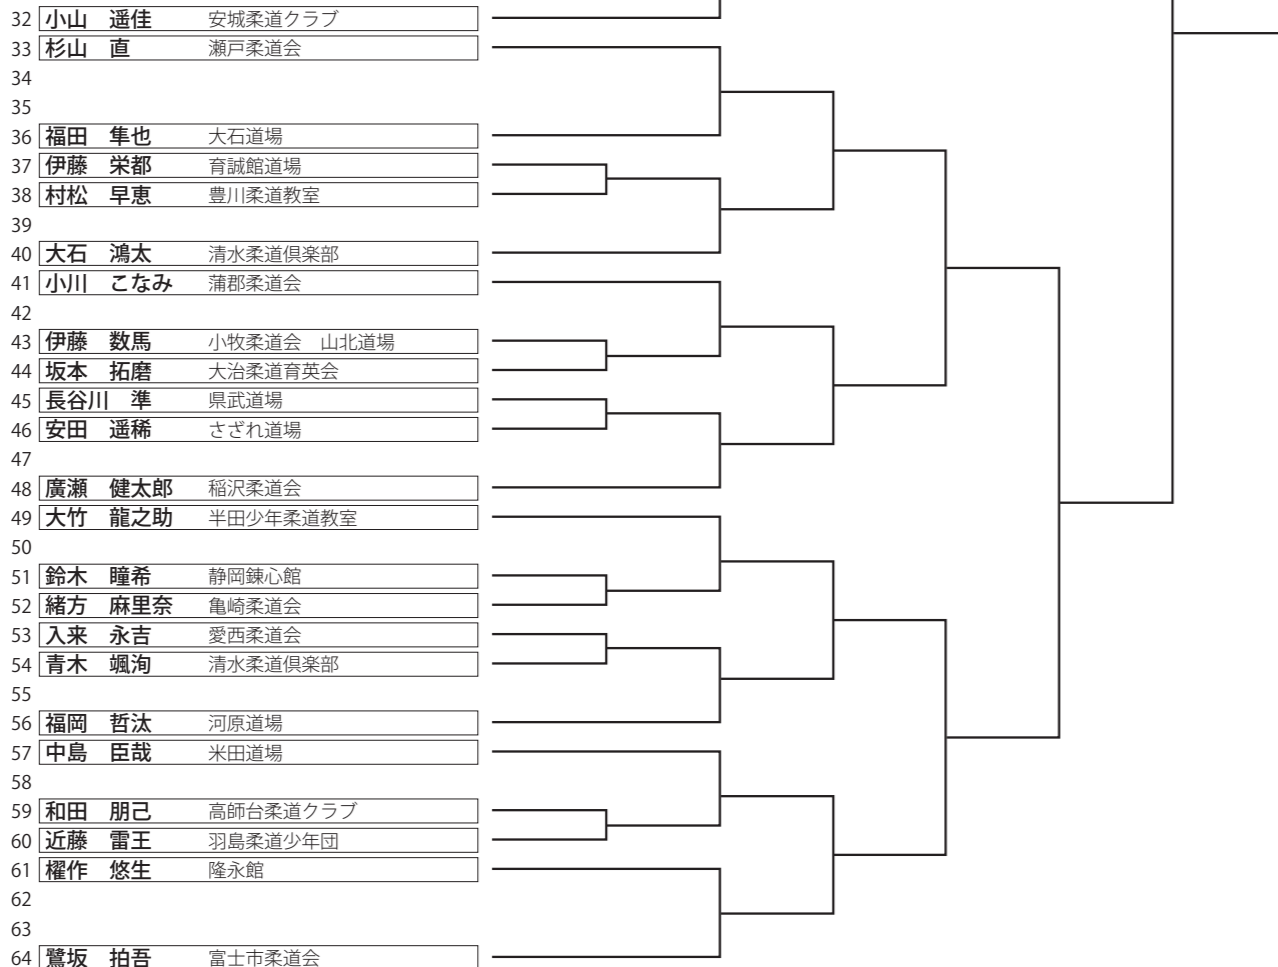 32 小山　遥佳　安城柔道クラブ
33 杉山　直　瀬戸柔道会
34
35
36 福田　隼也　大石道場
37 伊藤　栄都　育誠館道場
38 村松　早恵　豊川柔道教室
39
40 大石　鴻太　清水柔道倶楽部
41 小川　こなみ　蒲郡柔道会
42
43 伊藤　数馬　小牧柔道会　山北道場
44 坂本　拓磨　大治柔道育英会
45 長谷川　準　県武道場
46 安田　遥稀　さざれ道場
47
48 廣瀬　健太郎　稲沢柔道会
49 大竹　龍之助　半田少年柔道教室
50
51 鈴木　瞳希　静岡錬心館
52 緒方　麻里奈　亀崎柔道会
53 入来　永吉　愛西柔道会
54 青木　颯洵　清水柔道倶楽部
55
56 福岡　哲汰　河原道場
57 中島　臣哉　米田道場
58
59 和田　朋己　高師台柔道クラブ
60 近藤　雷王　羽島柔道少年団
61 櫂作　悠生　隆永館
62
63
64 鷺坂　拍吾　富士市柔道会